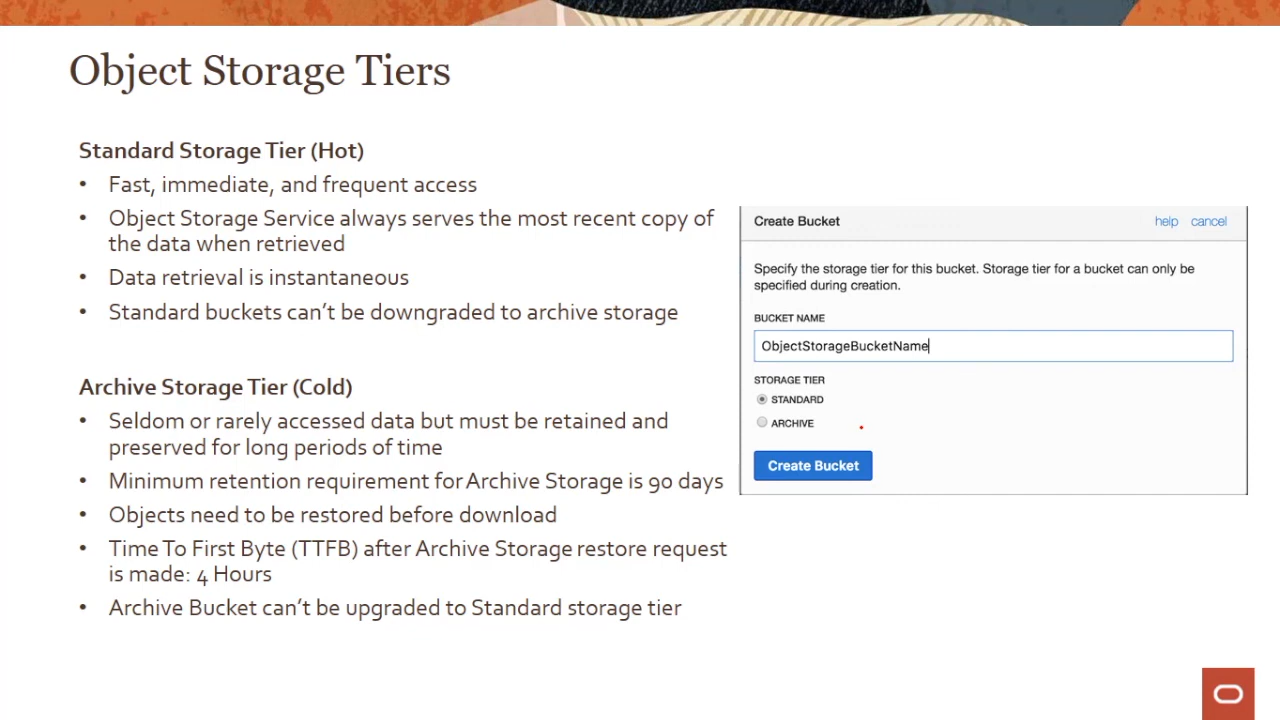 Object Storage Tiers
Standard Storage Tier (Hot)
• Fast, immediate, and frequent access
• Object Storage Service always serves the most recent copy of
the data when retrieved
• Data retrieval is instantaneous
• Standard buckets can't be downgraded to archive storage
Archive Storage Tier (Cold)
• Seldom or rarely accessed data but must be retained and
preserved for long periods of time
• Minimum retention requirement for Archive Storage is 90 days
• Objects need to be restored before download
• Time To First Byte (TTFB) after Archive Storage restore request
is made: 4 Hours
• Archive Bucket can't be upgraded to Standard storage tier
Create Bucket help cancel
Specify the storage tier for this bucket. Storage tier for a bucket can only be
specified during creation.
BUCKET NAME
ObjectStorageBucketName
STORAGE TIER
STANDARD
ARCHIVE
Create Bucket